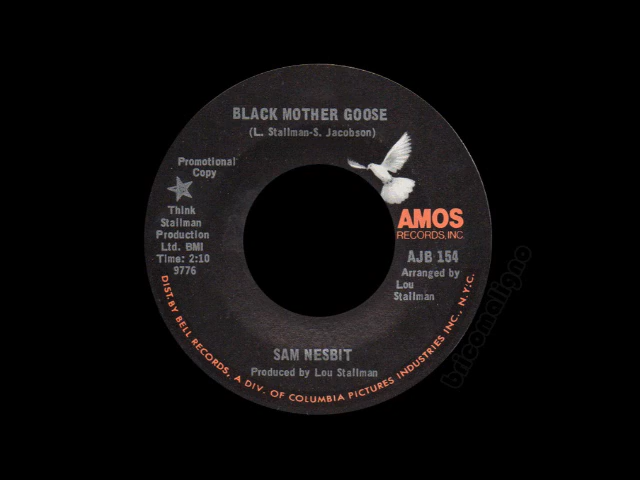 BLACK MOTHER GOOSE
(L. Stallman-S. Jacobson)
Promotional
Copy
Think
Stallman
Production
Ltd. BMI
Time: 2:10
9776
AMOS
RECORDS, INC.
AJB 154
Arranged by
Lou
Stallman
SAM NESBIT
Produced by Lou Stallman
DIST. BY BELL RECORDS, A DIV. OF COLUMBIA PICTURES INDUSTRIES INC., N.Y.C.
bricomaligno